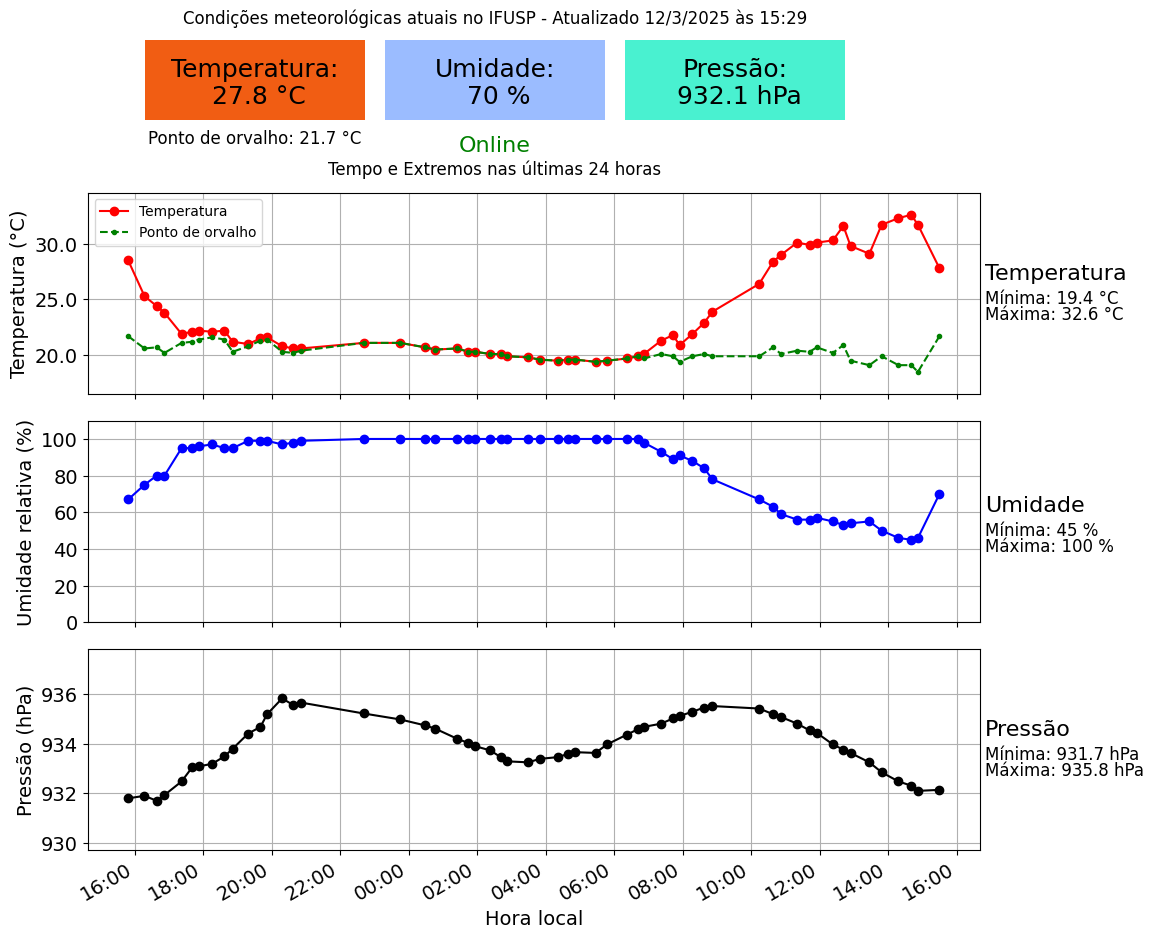 Condições meteorológicas atuais no IFUSP - Atualizado 12/3/2025 às 15:29
Temperatura:
27.8 °C
Umidade:
70 %
Pressão:
932.1 hPa
Ponto de orvalho: 21.7 °C
Online
Tempo e Extremos nas últimas 24 horas
Temperatura (°C)
30.0
25.0
20.0
Temperatura
Ponto de orvalho
Temperatura
Mínima: 19.4 °C
Máxima: 32.6 °C
Umidade relativa (%)
100
80
60
40
20
0
Umidade
Mínima: 45 %
Máxima: 100 %
Pressão (hPa)
936
934
932
930
Pressão
Mínima: 931.7 hPa
Máxima: 935.8 hPa
16:00 18:00 20:00 22:00 00:00 02:00 04:00 06:00 08:00 10:00 12:00 14:00 16:00
Hora local